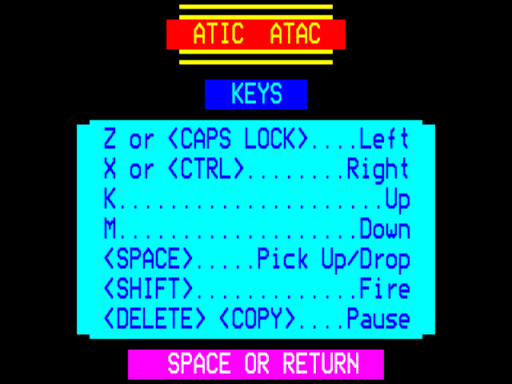 ATIC ATAC
KEYS
Z or <CAPS LOCK>....Left
X or <CTRL>........Right
K.....................Up
M...................Down
<SPACE>.....Pick Up/Drop
<SHIFT>.............Fire
<DELETE> <COPY>....Pause
SPACE OR RETURN